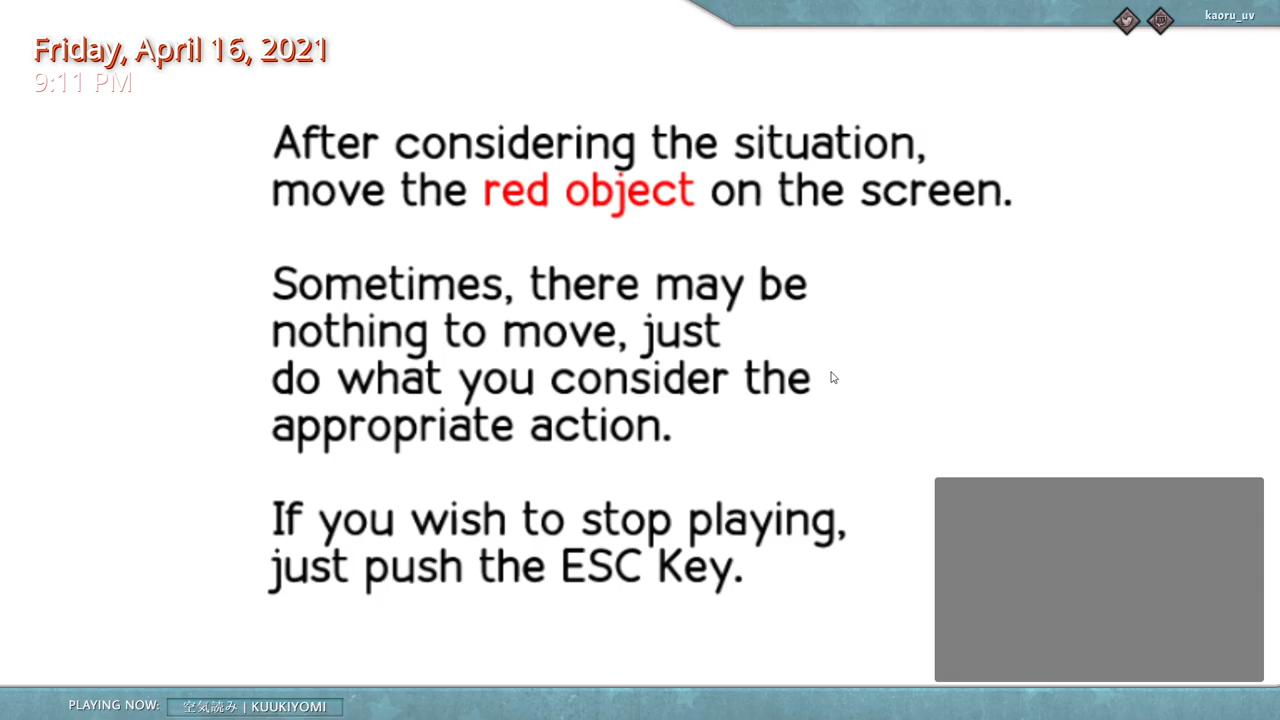 kaoru_uv
Friday, April 16, 2021
9:11 PM
After considering the situation,
move the red object on the screen.
Sometimes, there may be
nothing to move, just
do what you consider the
appropriate action.
If you wish to stop playing,
just push the ESC Key.
PLAYING NOW: 空気読み | KUUKIYOMI